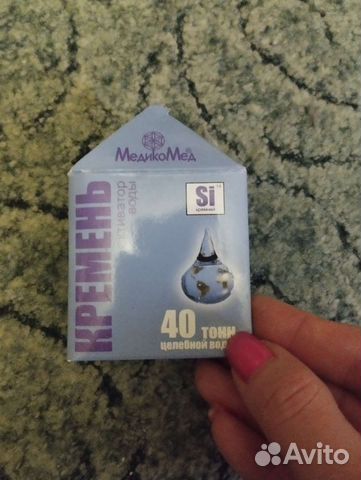 МедикоМед
КРЕМЕНЬ
активатор
воды
Si
кремний
40 тонн
целебной воды
Avito